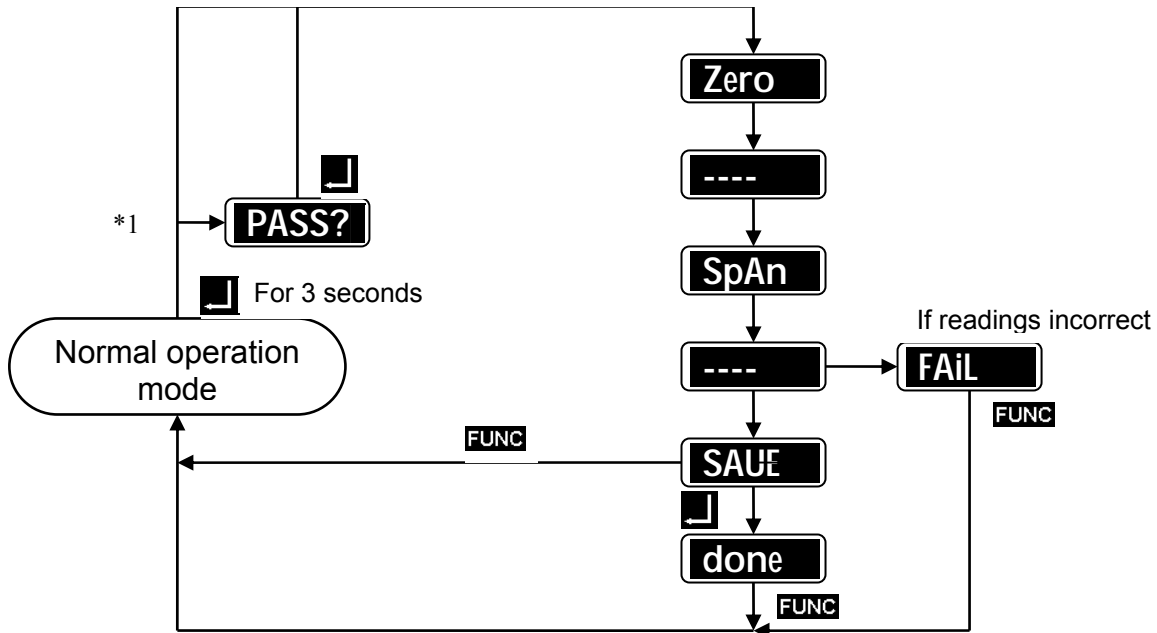 Zero
----
PASS?
*1
SpAn
For 3 seconds
If readings incorrect
Normal operation
mode
----
FAiL
FUNC
FUNC
SAUE
done
FUNC